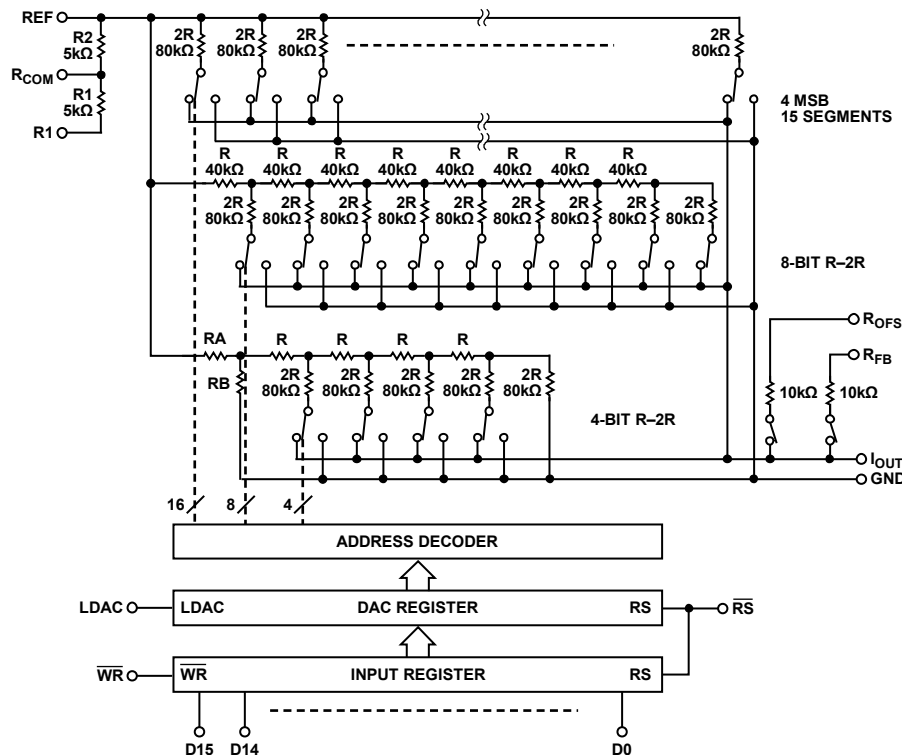 REF
R2
5kΩ
RCOM
R1
5kΩ
R1
2R
80kΩ
2R
80kΩ
2R
80kΩ
2R
80kΩ
4 MSB
15 SEGMENTS
R
40kΩ
R
40kΩ
R
40kΩ
R
40kΩ
R
40kΩ
R
40kΩ
R
40kΩ
R
40kΩ
2R
80kΩ
2R
80kΩ
2R
80kΩ
2R
80kΩ
2R
80kΩ
2R
80kΩ
2R
80kΩ
2R
80kΩ
2R
80kΩ
8-BIT R–2R
RA
RB
R
R
R
R
2R
80kΩ
2R
80kΩ
2R
80kΩ
2R
80kΩ
2R
80kΩ
4-BIT R–2R
ROFS
RFB
10kΩ
10kΩ
IOUT
GND
16
8
4
ADDRESS DECODER
LDAC
LDAC
DAC REGISTER
RS
RS
WR
WR
INPUT REGISTER
RS
D15
D14
D0